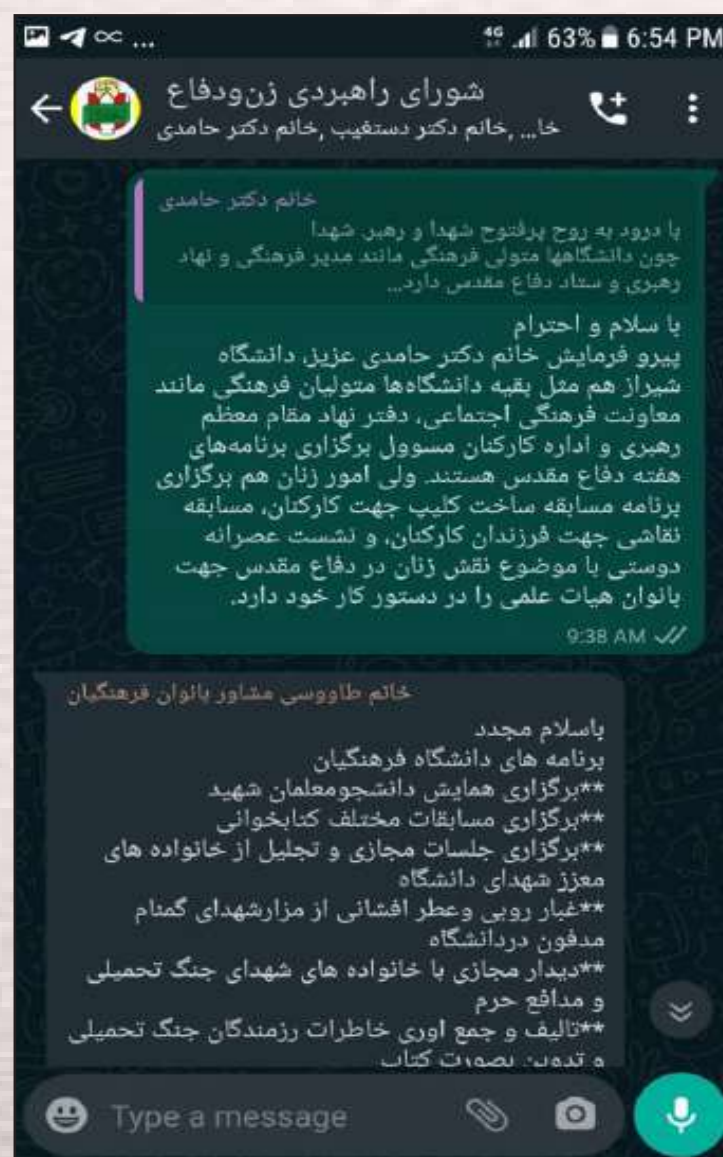 ... 4G 63% 6:54 PM
شورای راهبردی زن‌ودفاع
خا... ,خانم دکتر دستغیب ,خانم دکتر حامدی
خانم دکتر حامدی
با درود به روح پرفتوح شهدا و رهبر شهدا
چون دانشگاهها متولی فرهنگی مانند مدیر فرهنگی و نهاد
رهبری و ستاد دفاع مقدس دارد...
با سلام و احترام
پیرو فرمایش خانم دکتر حامدی عزیز، دانشگاه
شیراز هم مثل بقیه دانشگاه‌ها متولیان فرهنگی مانند
معاونت فرهنگی اجتماعی، دفتر نهاد مقام معظم
رهبری و اداره کارکنان مسوول برگزاری برنامه‌های
هفته دفاع مقدس هستند. ولی امور زنان هم برگزاری
برنامه مسابقه ساخت کلیپ جهت کارکنان، مسابقه
نقاشی جهت فرزندان کارکنان، و نشست عصرانه
دوستی با موضوع نقش زنان در دفاع مقدس جهت
بانوان هیات علمی را در دستور کار خود دارد.
9:38 AM
خانم طاووسی مشاور بانوان فرهنگیان
باسلام مجدد
برنامه های دانشگاه فرهنگیان
**برگزاری همایش دانشجومعلمان شهید
**برگزاری مسابقات مختلف کتابخوانی
**برگزاری جلسات مجازی و تجلیل از خانواده های
معزز شهدای دانشگاه
**غبار روبی وعطر افشانی از مزارشهدای گمنام
مدفون دردانشگاه
**دیدار مجازی با خانواده های شهدای جنگ تحمیلی
و مدافع حرم
**تالیف و جمع اوری خاطرات رزمندگان جنگ تحمیلی
و تدوین بصورت کتاب
Type a message